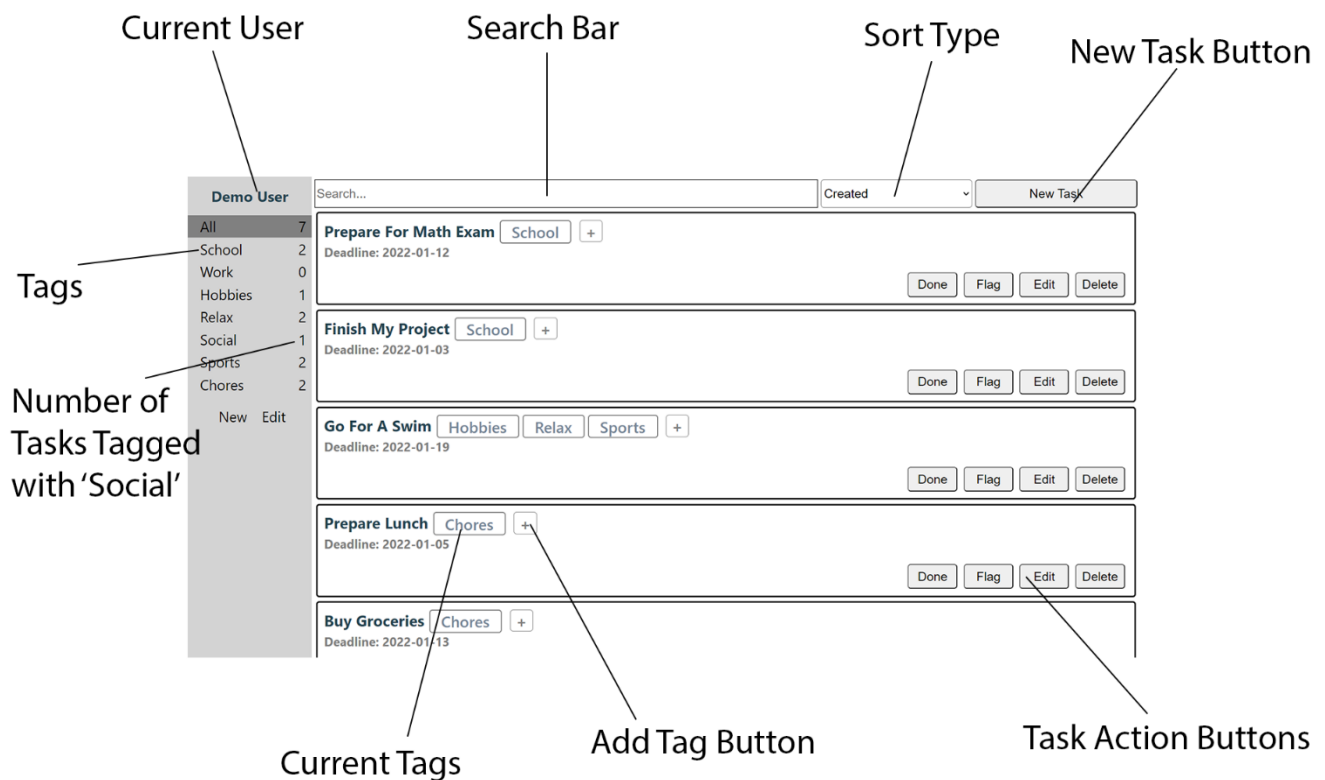 Current User
Search Bar
Sort Type
New Task Button
Demo User
Search...
Created
New Task
All 7
School 2
Work 0
Hobbies 1
Relax 2
Social 1
Sports 2
Chores 2
New Edit
Tags
Number of
Tasks Tagged
with ‘Social’
Prepare For Math Exam School +
Deadline: 2022-01-12
Done Flag Edit Delete
Finish My Project School +
Deadline: 2022-01-03
Done Flag Edit Delete
Go For A Swim Hobbies Relax Sports +
Deadline: 2022-01-19
Done Flag Edit Delete
Prepare Lunch Chores +
Deadline: 2022-01-05
Done Flag Edit Delete
Buy Groceries Chores +
Deadline: 2022-01-13
Current Tags
Add Tag Button
Task Action Buttons